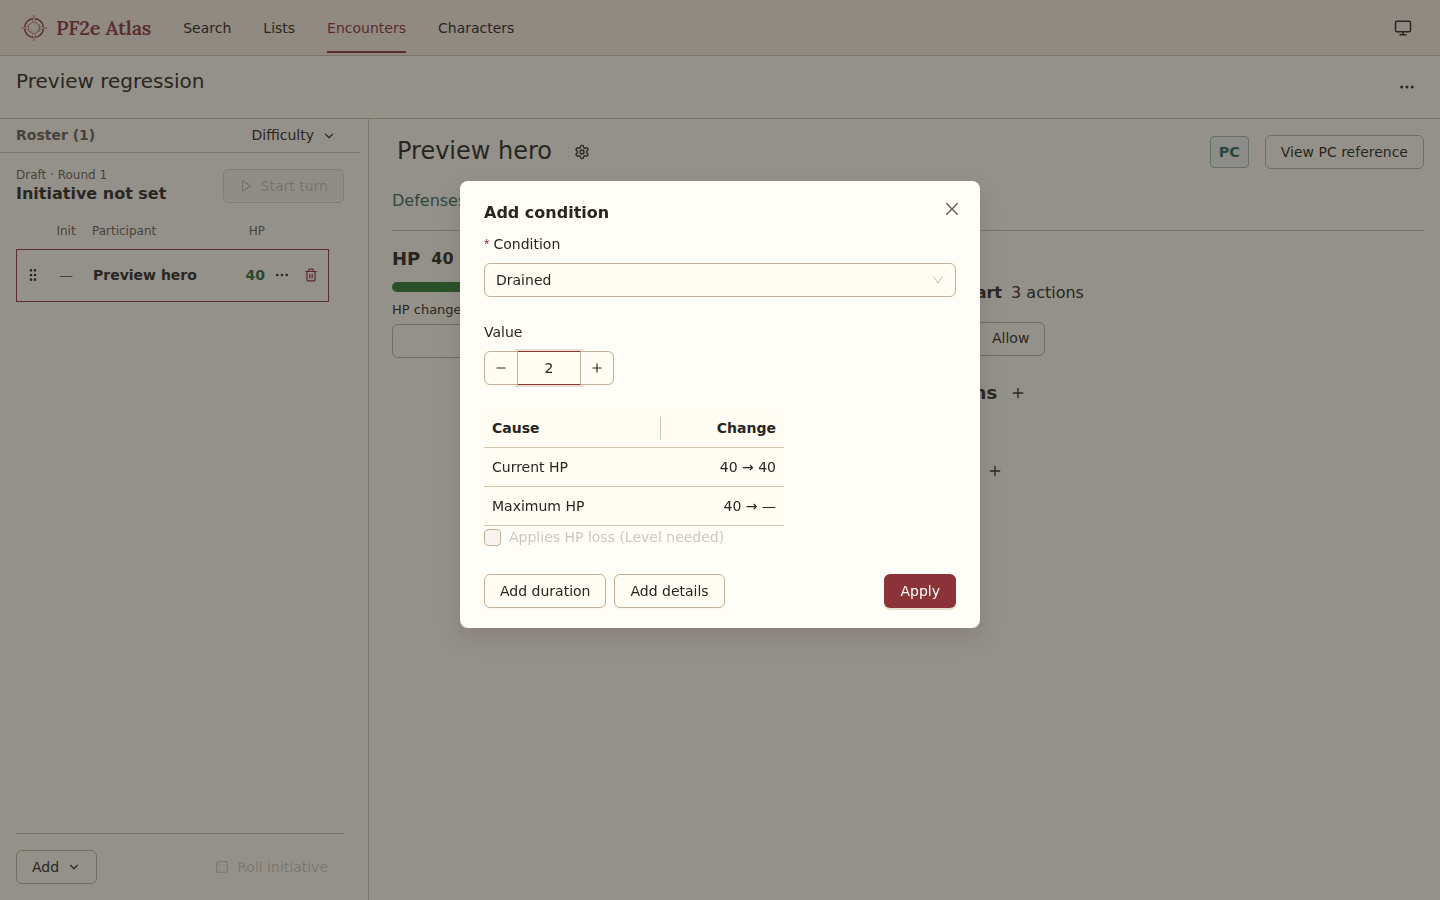 PF2e Atlas
Search
Lists
Encounters
Characters
Preview regression
Roster (1)
Difficulty
Draft · Round 1
Initiative not set
Start turn
Init
Participant
HP
—
Preview hero
40
Preview hero
PC
View PC reference
Defenses
HP 40
HP change
art 3 actions
Allow
ns
Add condition
* Condition
Drained
Value
2
Cause
Change
Current HP
40 → 40
Maximum HP
40 → —
Applies HP loss (Level needed)
Add duration
Add details
Apply
Add
Roll initiative